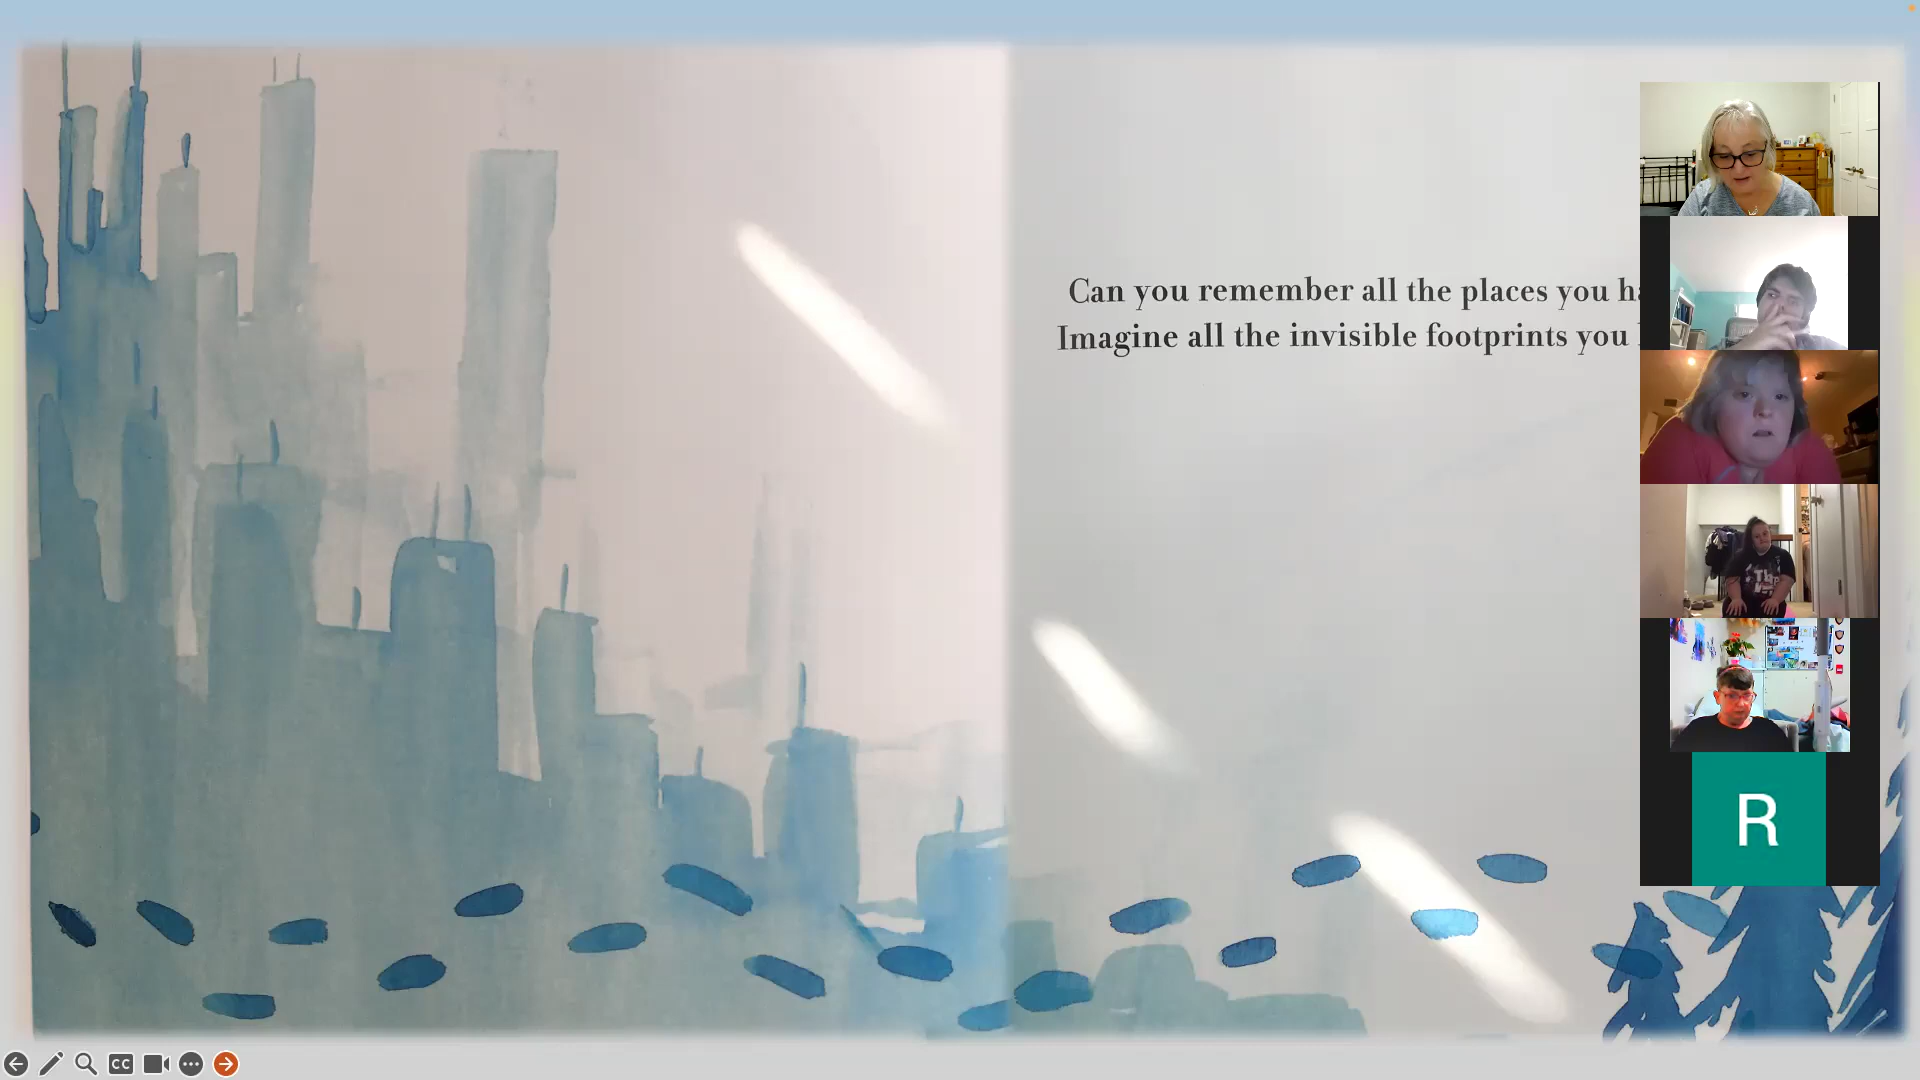 Can you remember all the places you
Imagine all the invisible footprints you
R
CC